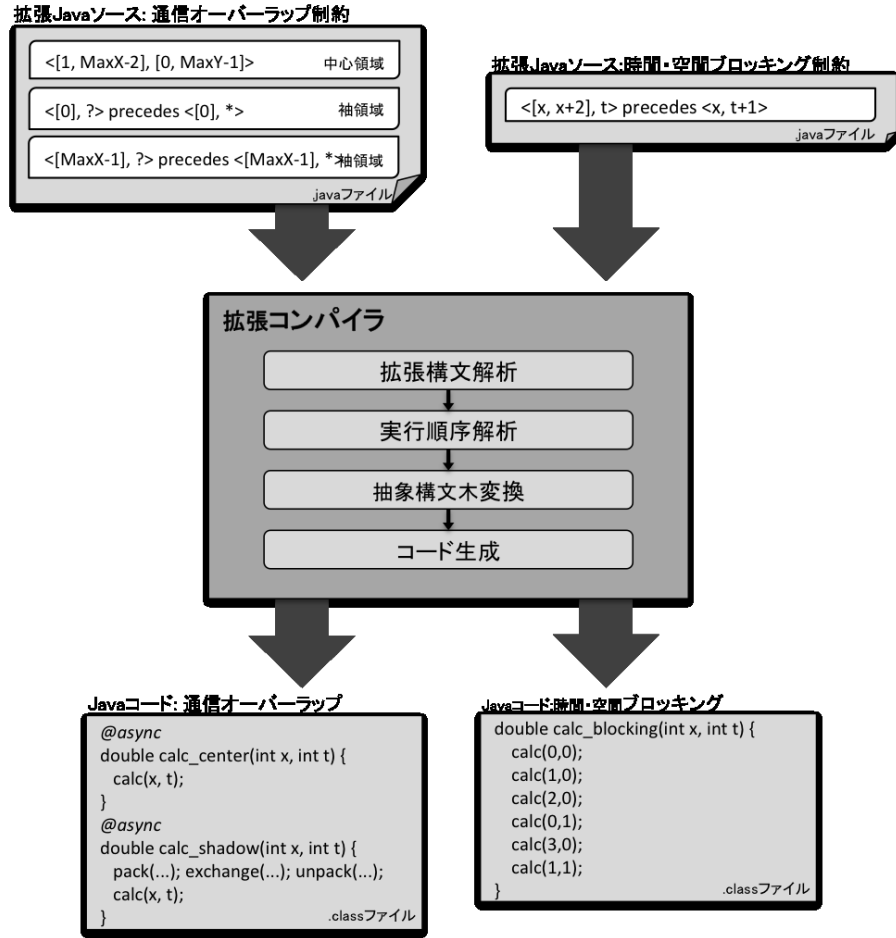 拡張Javaソース: 通信オーバーラップ制約
<[1, MaxX-2], [0, MaxY-1]> 中心領域
<[0], ?> precedes <[0], *> 袖領域
<[MaxX-1], ?> precedes <[MaxX-1], *> 袖領域
.javaファイル
拡張Javaソース:時間・空間ブロッキング制約
<[x, x+2], t> precedes <x, t+1>
.javaファイル
拡張コンパイラ
拡張構文解析
実行順序解析
抽象構文木変換
コード生成
Javaコード: 通信オーバーラップ
@async
double calc_center(int x, int t) {
calc(x, t);
}
@async
double calc_shadow(int x, int t) {
pack(...); exchange(...); unpack(...);
calc(x, t);
}
.classファイル
Javaコード:時間・空間ブロッキング
double calc_blocking(int x, int t) {
calc(0,0);
calc(1,0);
calc(2,0);
calc(0,1);
calc(3,0);
calc(1,1);
}
.classファイル